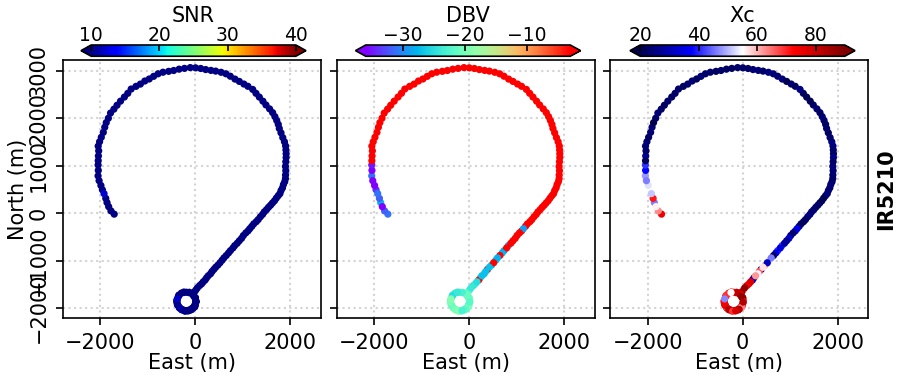 SNR DBV Xc
10 20 30 40 −30 −20 −10 20 40 60 80
North (m)
3000
2000
1000
0
−1000
−2000
−2000 0 2000 −2000 0 2000 −2000 0 2000
East (m) East (m) East (m)
IR5210